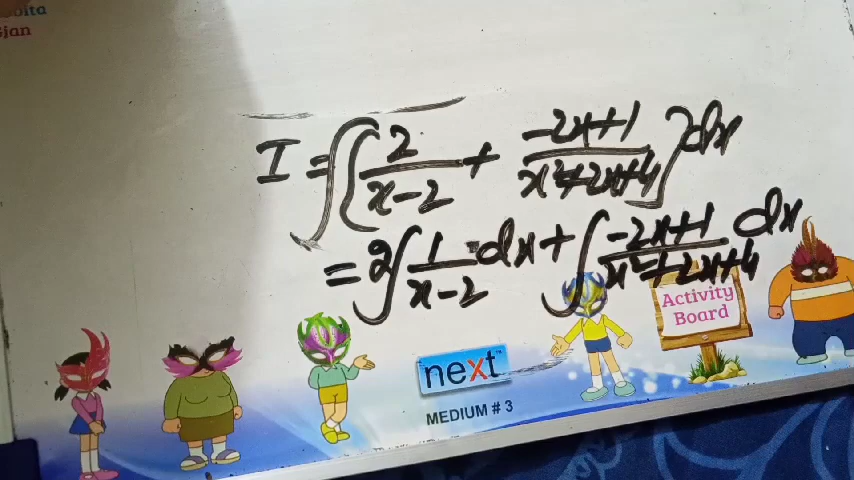 jan
I = ∫(2/(x-2) + (-2x+1)/(x²+2x+4))dx
= 2∫1/(x-2) dx + ∫(-2x+1)/(x²+2x+4) dx
Activity
Board
next
MEDIUM # 3